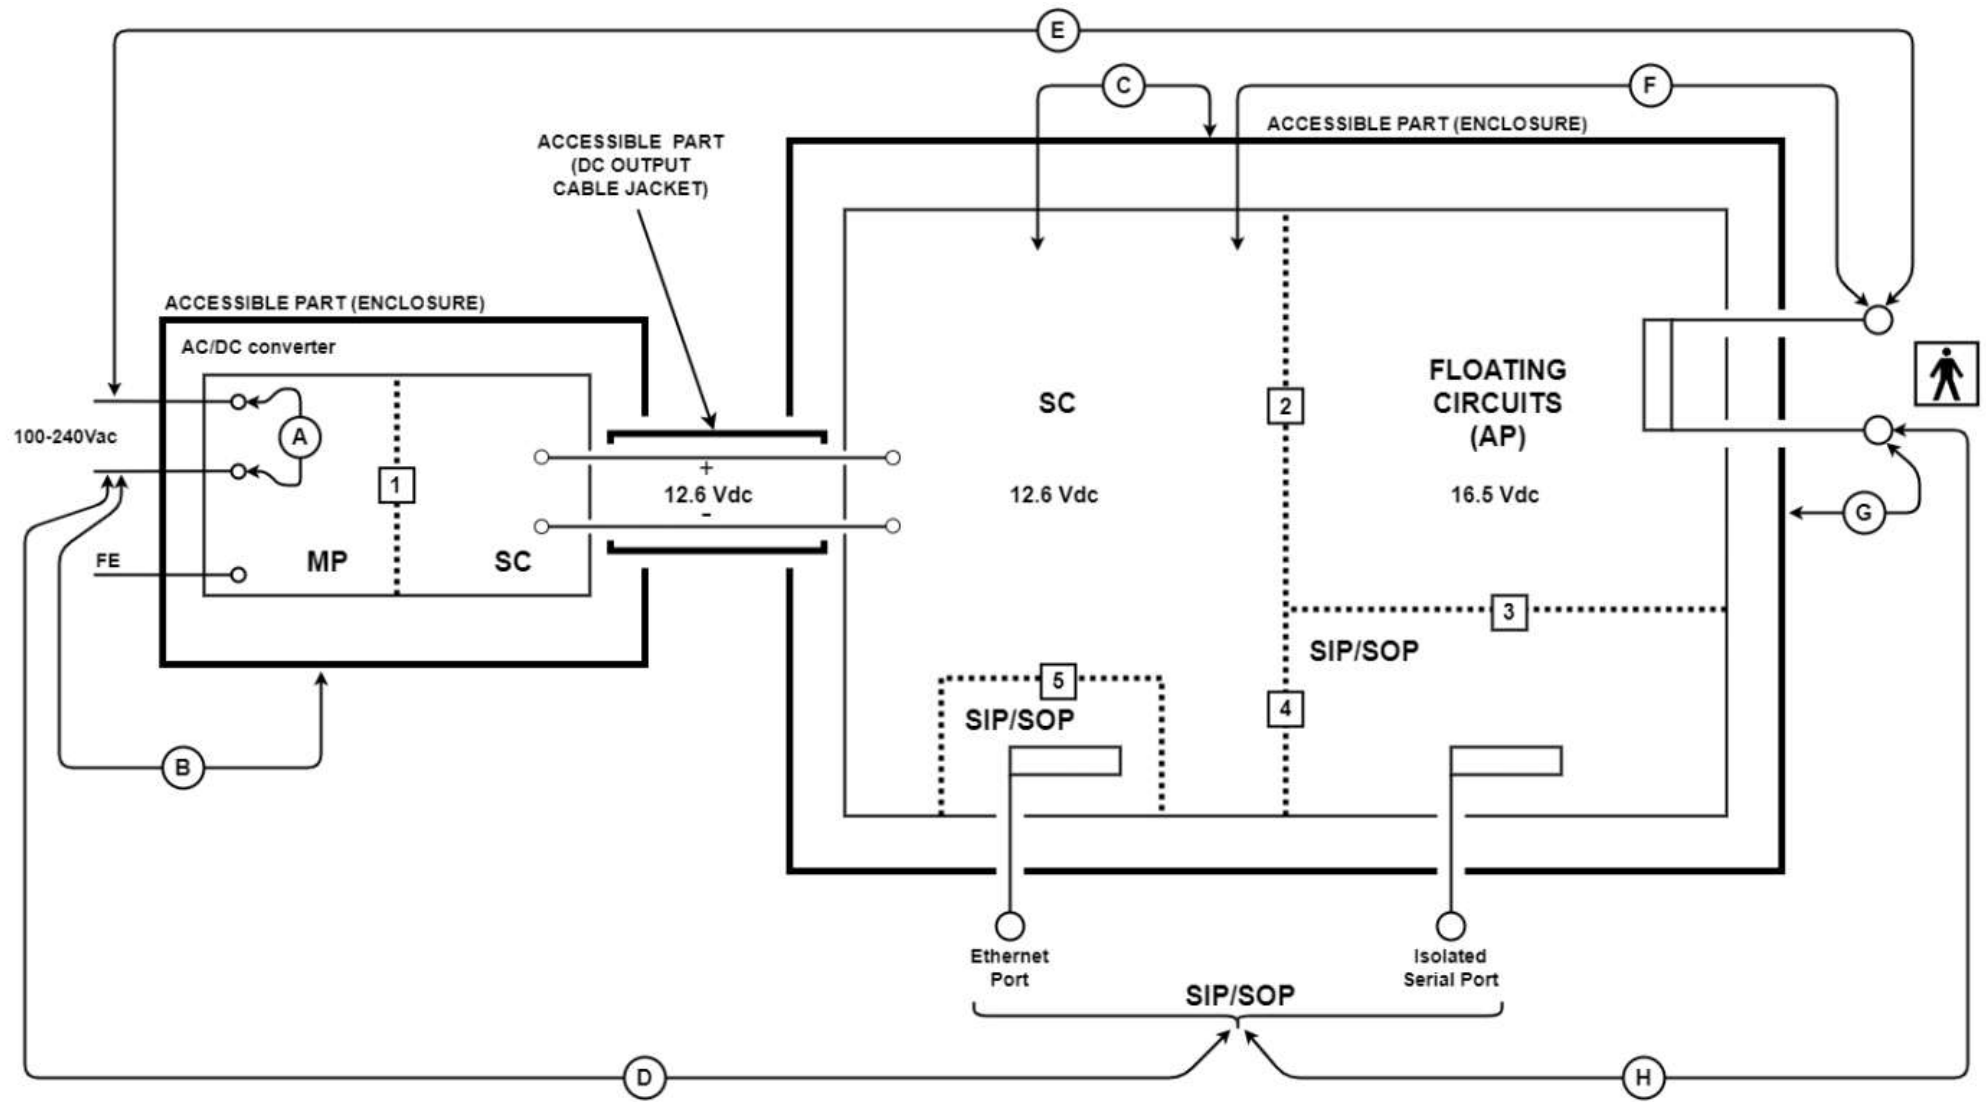 E
C
F
ACCESSIBLE PART (ENCLOSURE)
ACCESSIBLE PART
(DC OUTPUT
CABLE JACKET)
ACCESSIBLE PART (ENCLOSURE)
AC/DC converter
100-240Vac
A
1
FE
MP
SC
+
12.6 Vdc
-
SC
12.6 Vdc
2
FLOATING
CIRCUITS
(AP)
16.5 Vdc
G
3
SIP/SOP
5
SIP/SOP
4
B
Ethernet
Port
Isolated
Serial Port
SIP/SOP
D
H